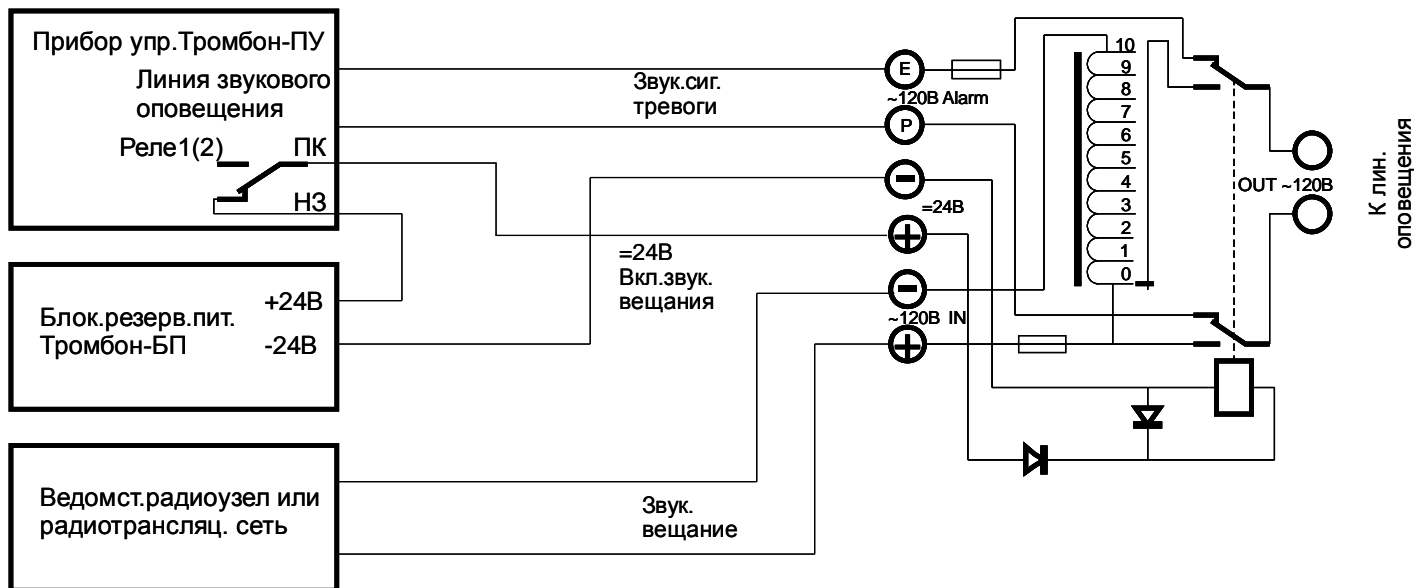 Прибор упр.Тромбон-ПУ
Линия звукового
оповещения
Реле1(2)
ПК
НЗ
Блок.резерв.пит.
Тромбон-БП
+24В
-24В
Ведомст.радиоузел или
радиотрансляц. сеть
Звук.сиг.
тревоги
=24В
Вкл.звук.
вещания
Звук.
вещание
E
~120В Alarm
P
=24В
~120В IN
10
9
8
7
6
5
4
3
2
1
0
OUT ~120В
К лин.
оповещения